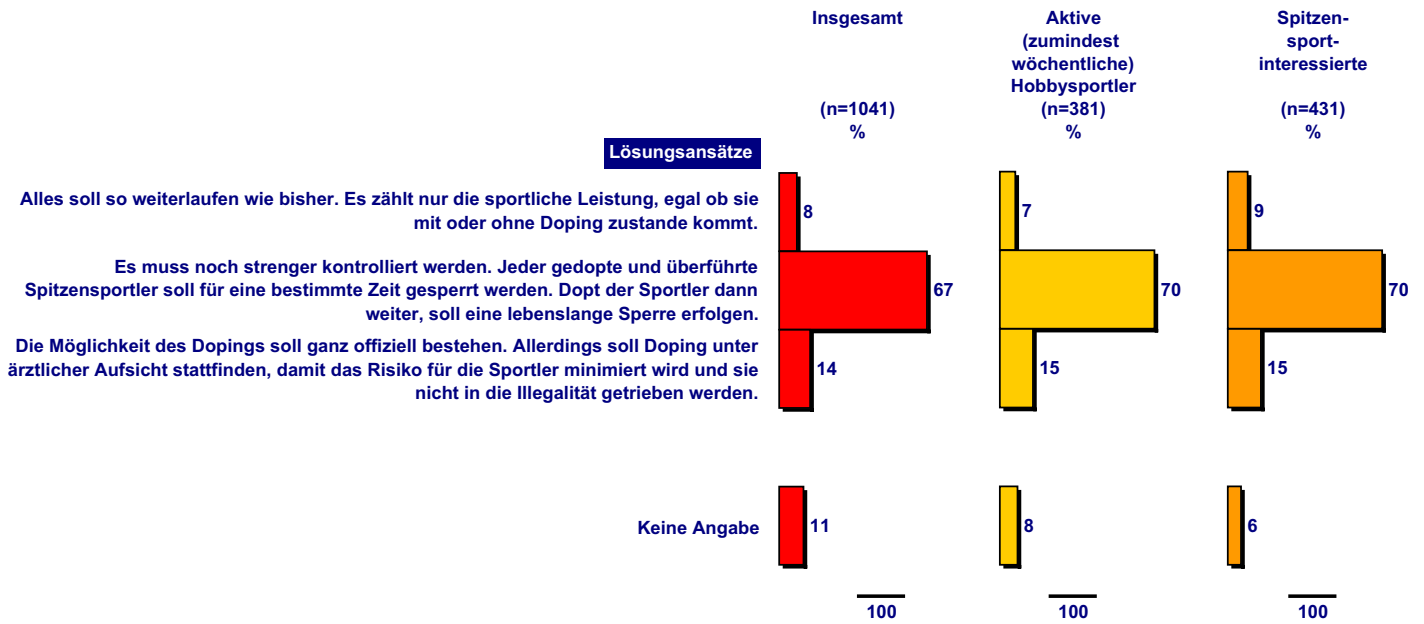 Insgesamt
(n=1041)
%
Aktive
(zumindest
wöchentliche)
Hobbysportler
(n=381)
%
Spitzen-
sport-
interessierte
(n=431)
%
Lösungsansätze
Alles soll so weiterlaufen wie bisher. Es zählt nur die sportliche Leistung, egal ob sie
mit oder ohne Doping zustande kommt.
8
7
9
Es muss noch strenger kontrolliert werden. Jeder gedopte und überführte
Spitzensportler soll für eine bestimmte Zeit gesperrt werden. Dopt der Sportler dann
weiter, soll eine lebenslange Sperre erfolgen.
67
70
70
Die Möglichkeit des Dopings soll ganz offiziell bestehen. Allerdings soll Doping unter
ärztlicher Aufsicht stattfinden, damit das Risiko für die Sportler minimiert wird und sie
nicht in die Illegalität getrieben werden.
14
15
15
Keine Angabe
11
8
6
100
100
100